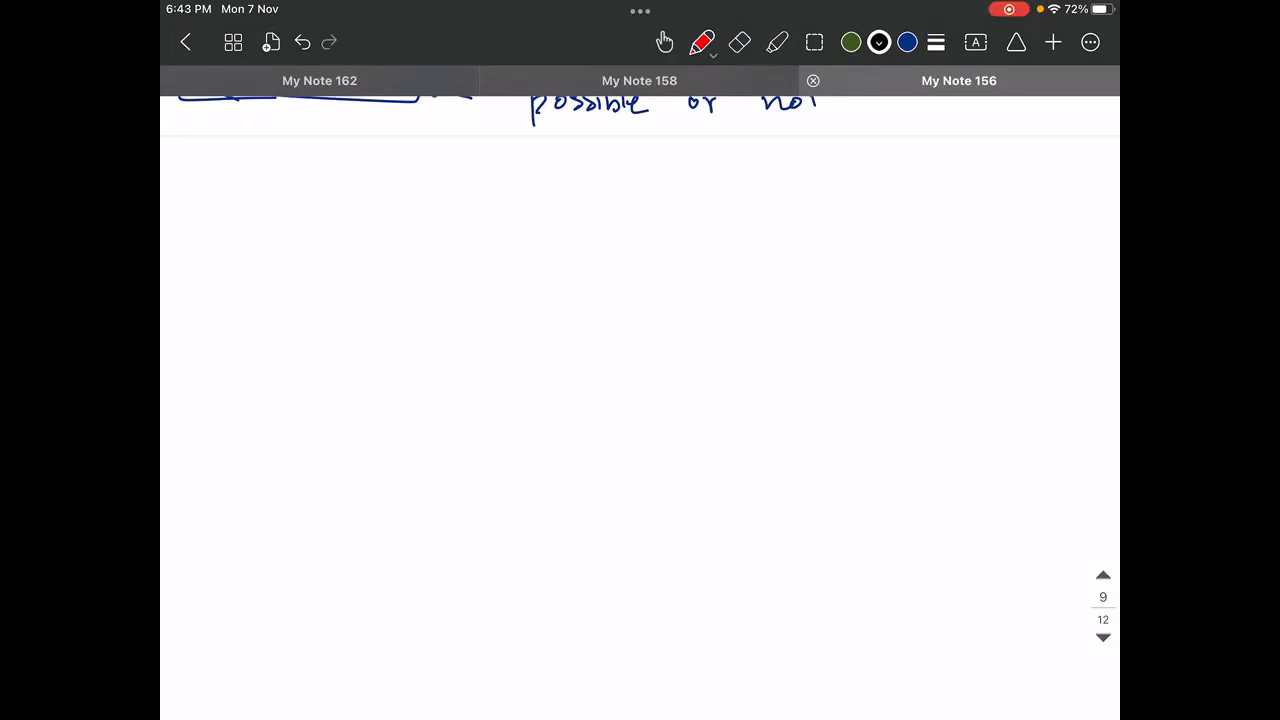 6:43 PM Mon 7 Nov
72%
A
My Note 162
My Note 158
My Note 156
possible or not
9
12